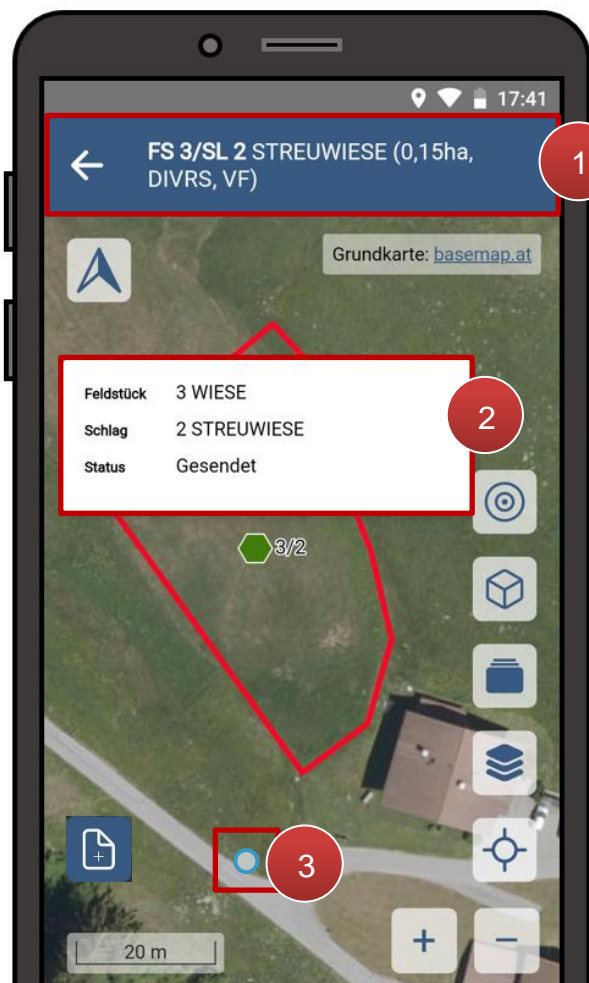 17:41
FS 3/SL 2 STREUWIESE (0,15ha,
DIVRS, VF)
1
Grundkarte: basemap.at
Feldstück 3 WIESE
Schlag 2 STREUWIESE
Status Gesendet
2
3/2
3
20 m
+ −